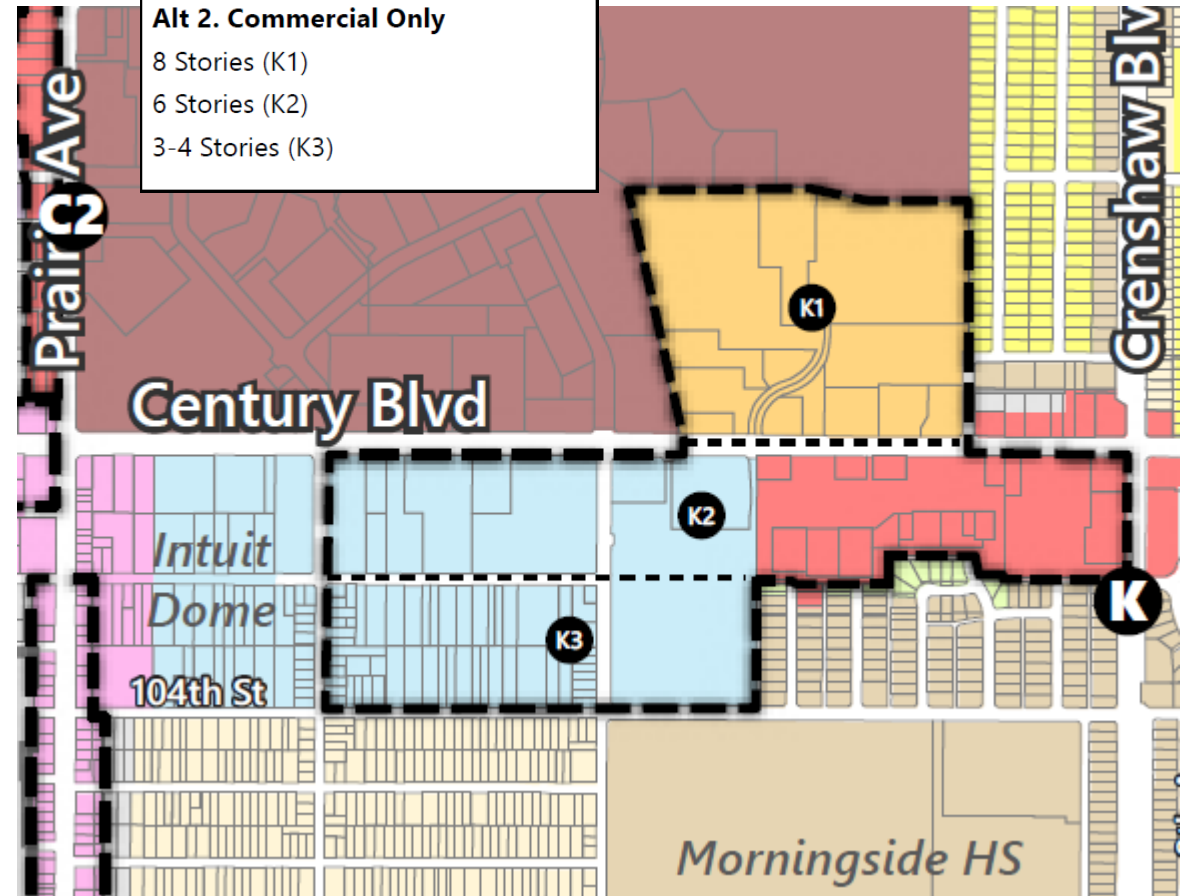 Alt 2. Commercial Only
8 Stories (K1)
6 Stories (K2)
3-4 Stories (K3)
Prairie Ave
C2
Crenshaw Blv
K1
Century Blvd
K2
Intuit
Dome
K3
K
104th St
Morningside HS